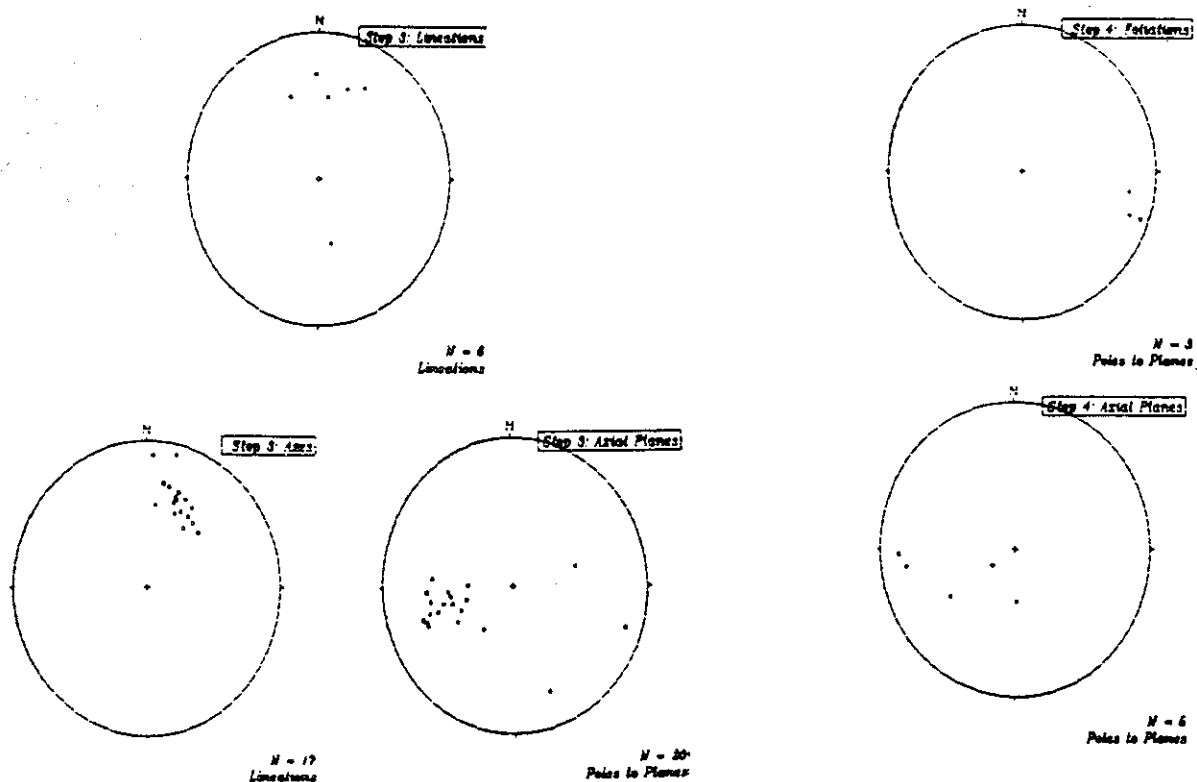 N
Step 3: Lineations
N = 6
Lineations
N
Step 4: Foliations
N = 3
Poles to Planes
N
Step 3: Axes
N = 17
Lineations
N
Step 3: Axial Planes
N = 20
Poles to Planes
N
Step 4: Axial Planes
N = 6
Poles to Planes